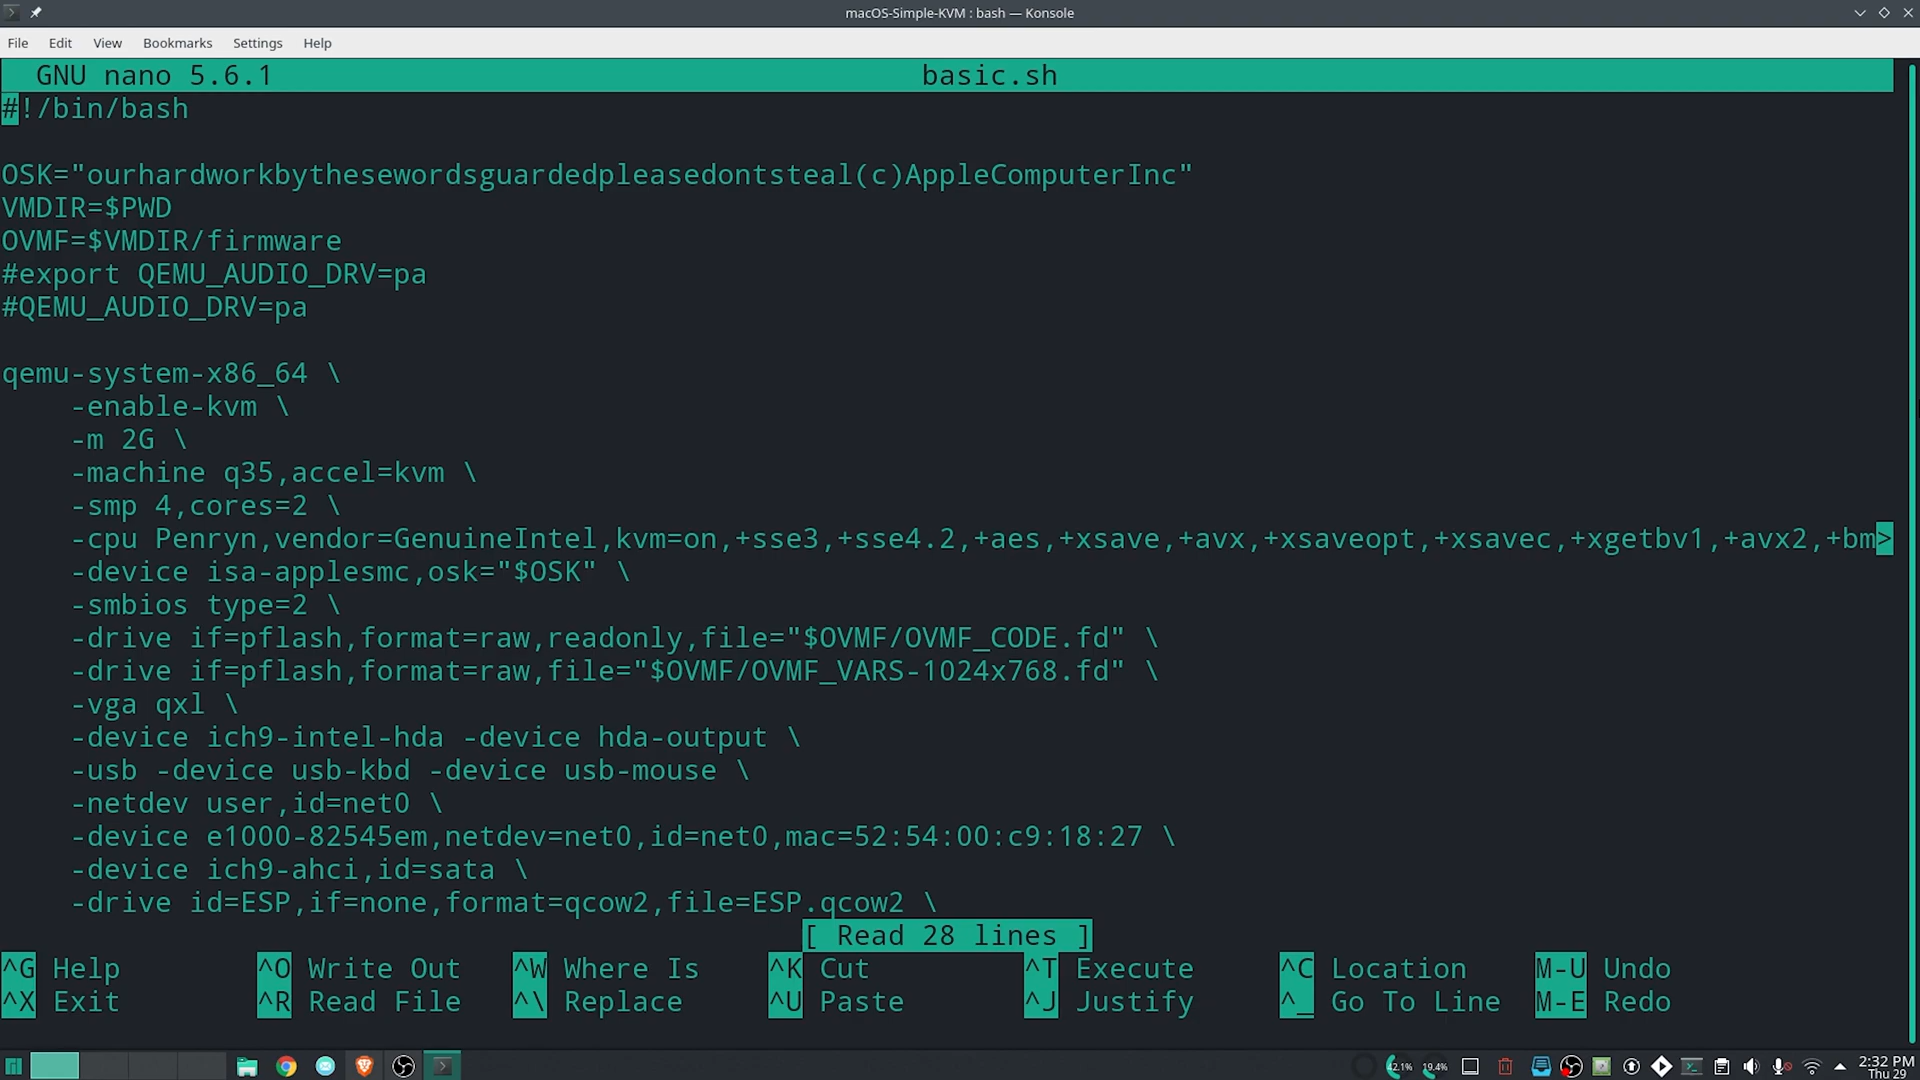 macOS-Simple-KVM : bash — Konsole
File Edit View Bookmarks Settings Help
GNU nano 5.6.1 basic.sh
#!/bin/bash
OSK="ourhardworkbythesewordsguardedpleasedontsteal(c)AppleComputerInc"
VMDIR=$PWD
OVMF=$VMDIR/firmware
#export QEMU_AUDIO_DRV=pa
#QEMU_AUDIO_DRV=pa
qemu-system-x86_64 \
-enable-kvm \
-m 2G \
-machine q35,accel=kvm \
-smp 4,cores=2 \
-cpu Penryn,vendor=GenuineIntel,kvm=on,+sse3,+sse4.2,+aes,+xsave,+avx,+xsaveopt,+xsavec,+xgetbv1,+avx2,+bm>
-device isa-applesmc,osk="$OSK" \
-smbios type=2 \
-drive if=pflash,format=raw,readonly,file="$OVMF/OVMF_CODE.fd" \
-drive if=pflash,format=raw,file="$OVMF/OVMF_VARS-1024x768.fd" \
-vga qxl \
-device ich9-intel-hda -device hda-output \
-usb -device usb-kbd -device usb-mouse \
-netdev user,id=net0 \
-device e1000-82545em,netdev=net0,id=net0,mac=52:54:00:c9:18:27 \
-device ich9-ahci,id=sata \
-drive id=ESP,if=none,format=qcow2,file=ESP.qcow2 \
[ Read 28 lines ]
^G Help ^O Write Out ^W Where Is ^K Cut ^T Execute ^C Location M-U Undo
^X Exit ^R Read File ^\ Replace ^U Paste ^J Justify ^_ Go To Line M-E Redo
42.1% 19.4% 2:32 PM
Thu 29